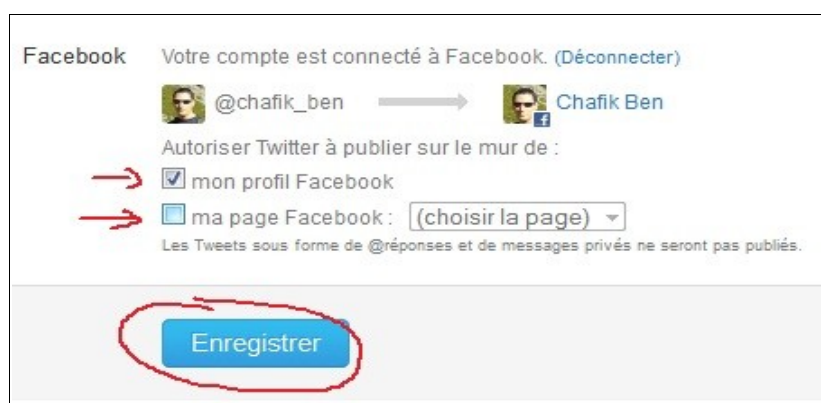 Facebook Votre compte est connecté à Facebook. (Déconnecter)
@chafik_ben Chafik Ben
Autoriser Twitter à publier sur le mur de :
mon profil Facebook
ma page Facebook : (choisir la page)
Les Tweets sous forme de @réponses et de messages privés ne seront pas publiés.
Enregistrer